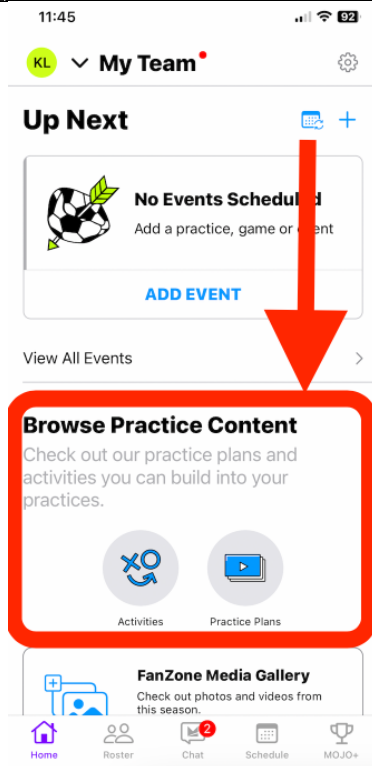 11:45
92
KL
My Team
Up Next
No Events Scheduled
Add a practice, game or event
ADD EVENT
View All Events
Browse Practice Content
Check out our practice plans and
activities you can build into your
practices.
Activities
Practice Plans
FanZone Media Gallery
Check out photos and videos from
this season.
2
Home
Roster
Chat
Schedule
MOJO+